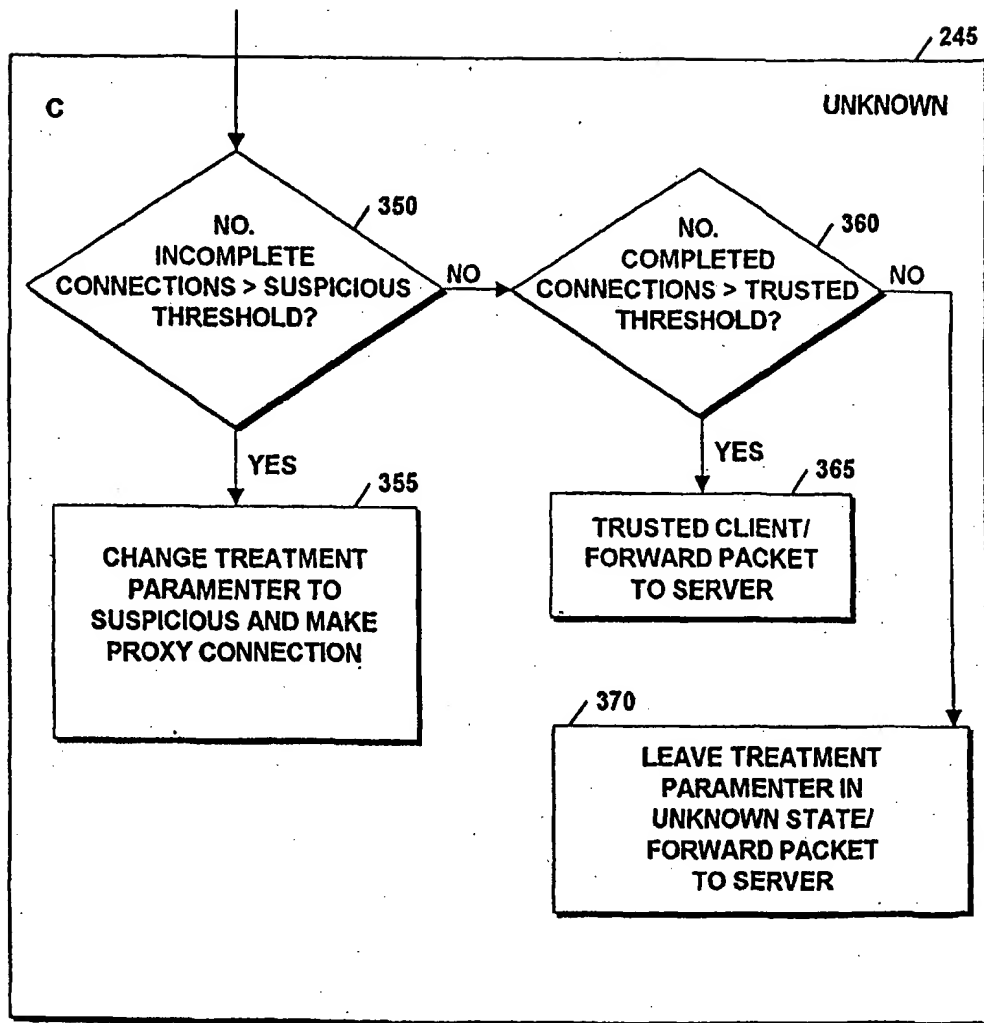 245
C
UNKNOWN
350
NO.
INCOMPLETE
CONNECTIONS > SUSPICIOUS
THRESHOLD?
NO
360
NO.
COMPLETED
CONNECTIONS > TRUSTED
THRESHOLD?
NO
YES
355
CHANGE TREATMENT
PARAMENTER TO
SUSPICIOUS AND MAKE
PROXY CONNECTION
YES
365
TRUSTED CLIENT/
FORWARD PACKET
TO SERVER
370
LEAVE TREATMENT
PARAMENTER IN
UNKNOWN STATE/
FORWARD PACKET
TO SERVER